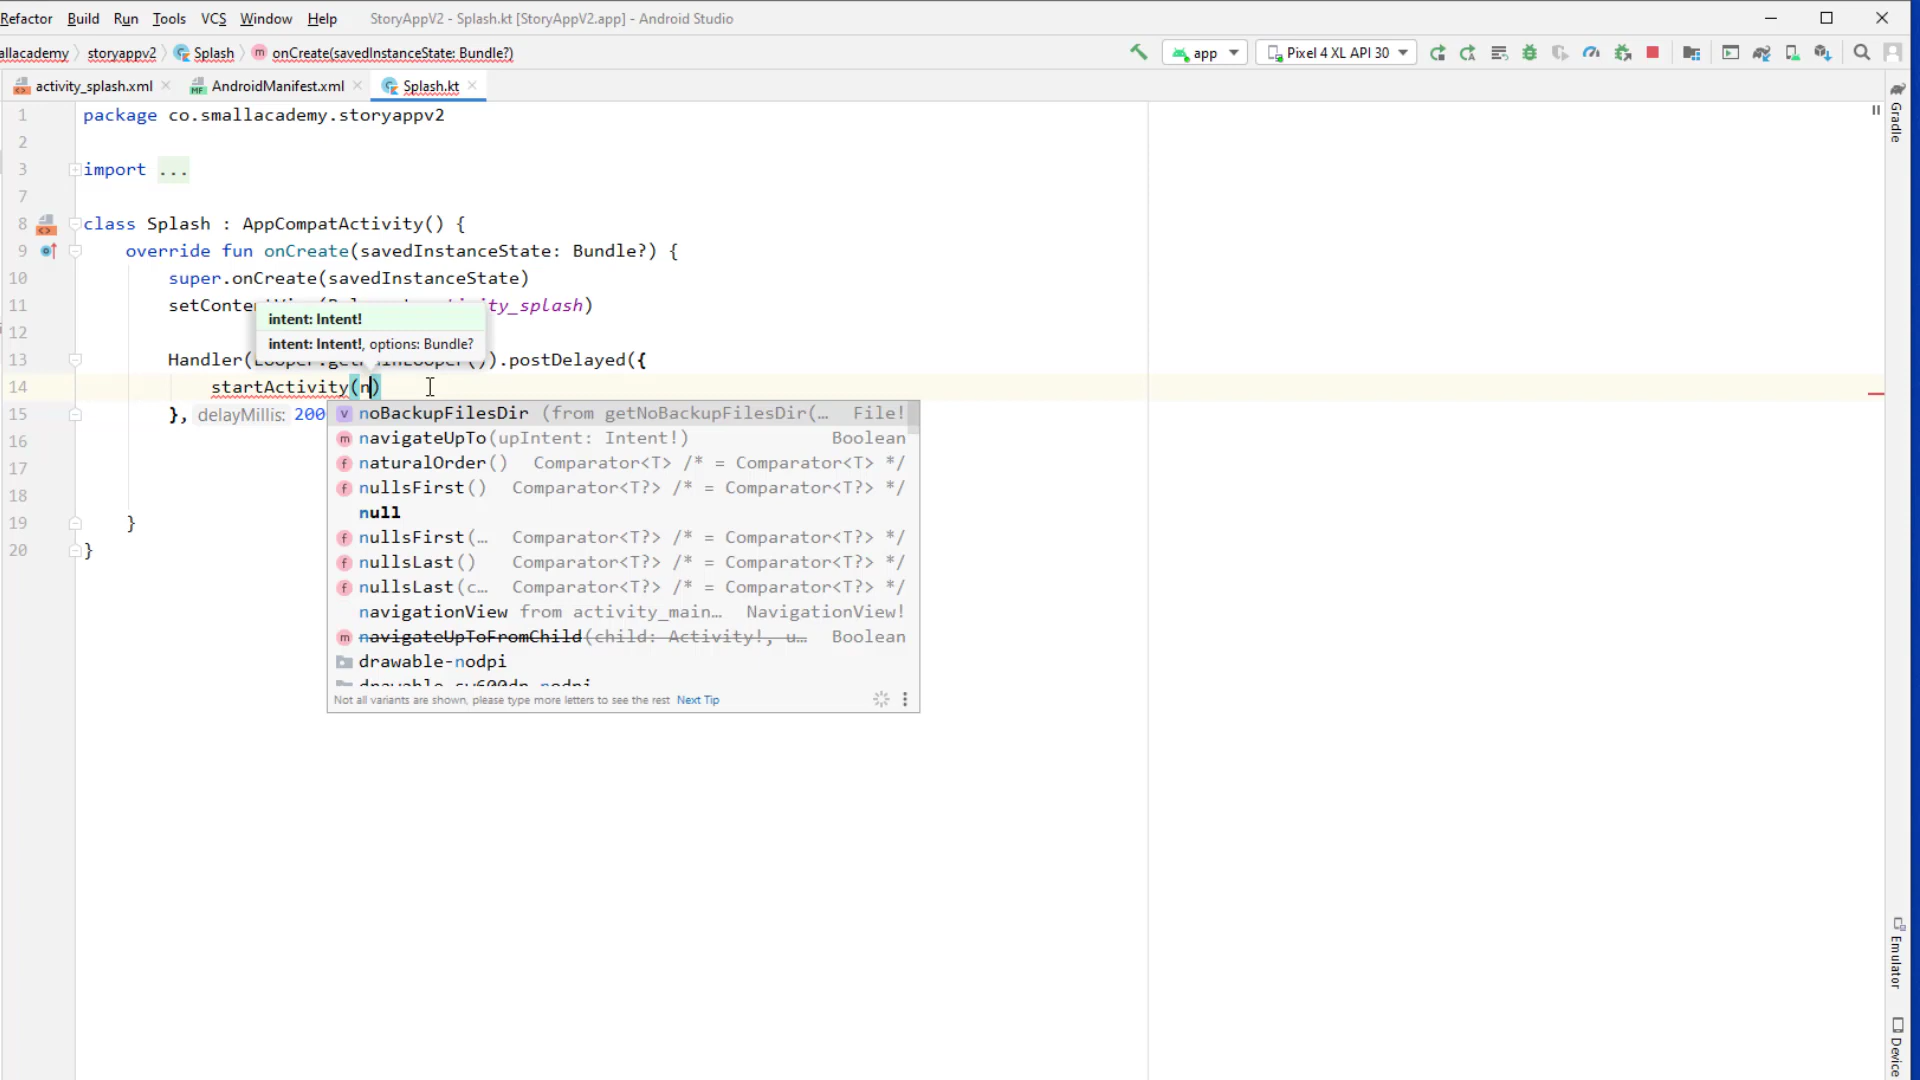 Refactor Build Run Tools VCS Window Help StoryAppV2 - Splash.kt [StoryAppV2.app] - Android Studio
allacademy storyappv2 Splash m onCreate(savedInstanceState: Bundle?) app Pixel 4 XL API 30
activity_splash.xml AndroidManifest.xml Splash.kt
1 package co.smallacademy.storyappv2
2
3 import ...
7
8 class Splash : AppCompatActivity() {
9 override fun onCreate(savedInstanceState: Bundle?) {
10 super.onCreate(savedInstanceState)
11 setContent ity_splash)
intent: Intent!
12
intent: Intent!, options: Bundle?
13 Handler( ).postDelayed({
14 startActivity(n)
15 }, delayMillis: 200
v noBackupFilesDir (from getNoBackupFilesDir(… File!
m navigateUpTo(upIntent: Intent!) Boolean
16
f naturalOrder() Comparator<T> /* = Comparator<T> */
17
f nullsFirst() Comparator<T?> /* = Comparator<T?> */
18
null
19 }
f nullsFirst(… Comparator<T?> /* = Comparator<T?> */
20 }
f nullsLast() Comparator<T?> /* = Comparator<T?> */
f nullsLast(c… Comparator<T?> /* = Comparator<T?> */
navigationView from activity_main… NavigationView!
m navigateUpToFromChild(child: Activity!, u… Boolean
drawable-nodpi
Not all variants are shown, please type more letters to see the rest Next Tip
Gradle
Emulator
Device